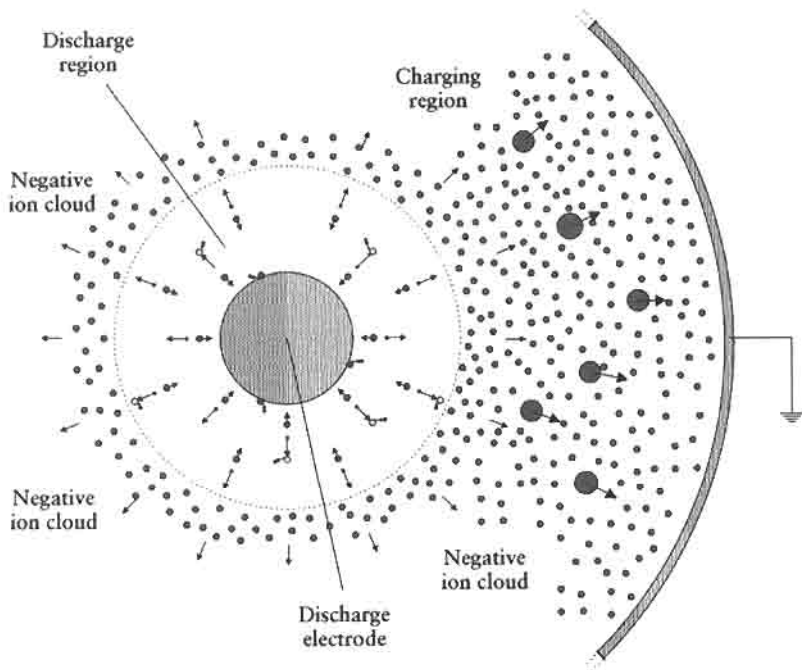 Discharge
region
Charging
region
Negative
ion cloud
Negative
ion cloud
Negative
ion cloud
Discharge
electrode